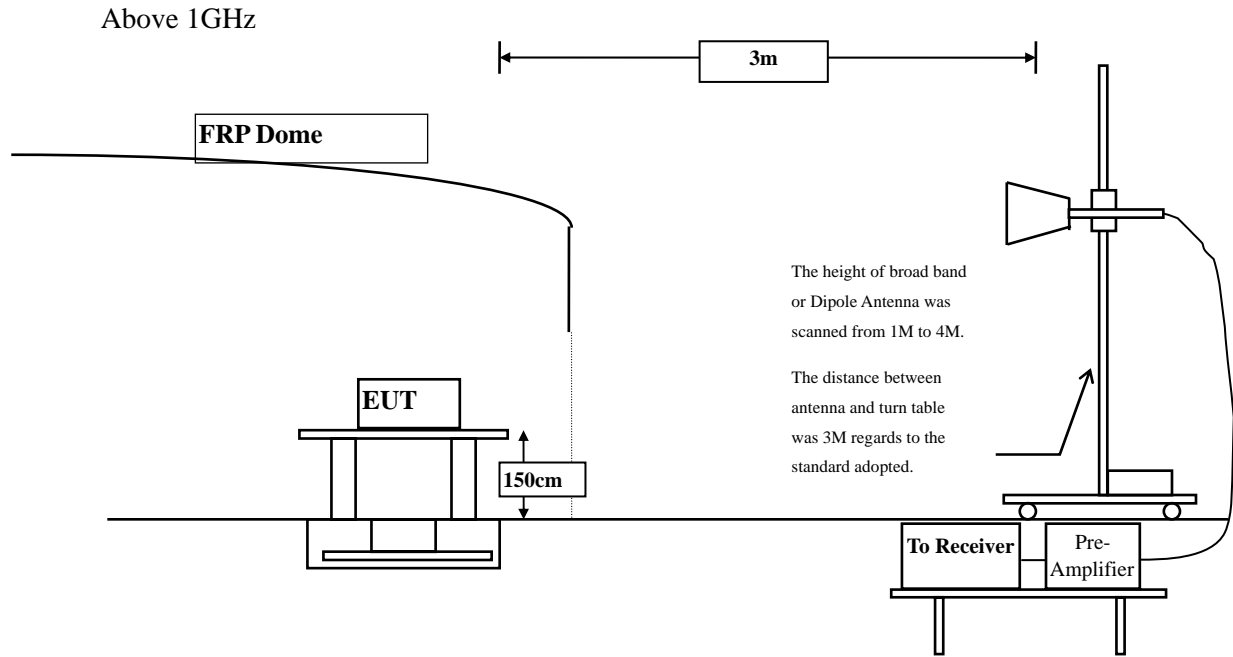 Above 1GHz
3m
FRP Dome
The height of broad band
or Dipole Antenna was
scanned from 1M to 4M.
The distance between
antenna and turn table
was 3M regards to the
standard adopted.
EUT
150cm
To Receiver
Pre-
Amplifier